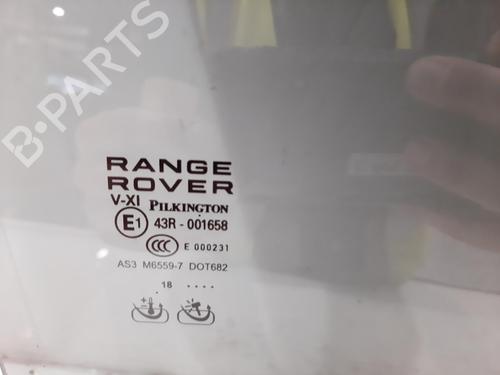 B-PARTS
RANGE
ROVER
V-XI PILKINGTON
E1 43R - 001658
CCC E 000231
AS3 M6559-7 DOT682
18 ....